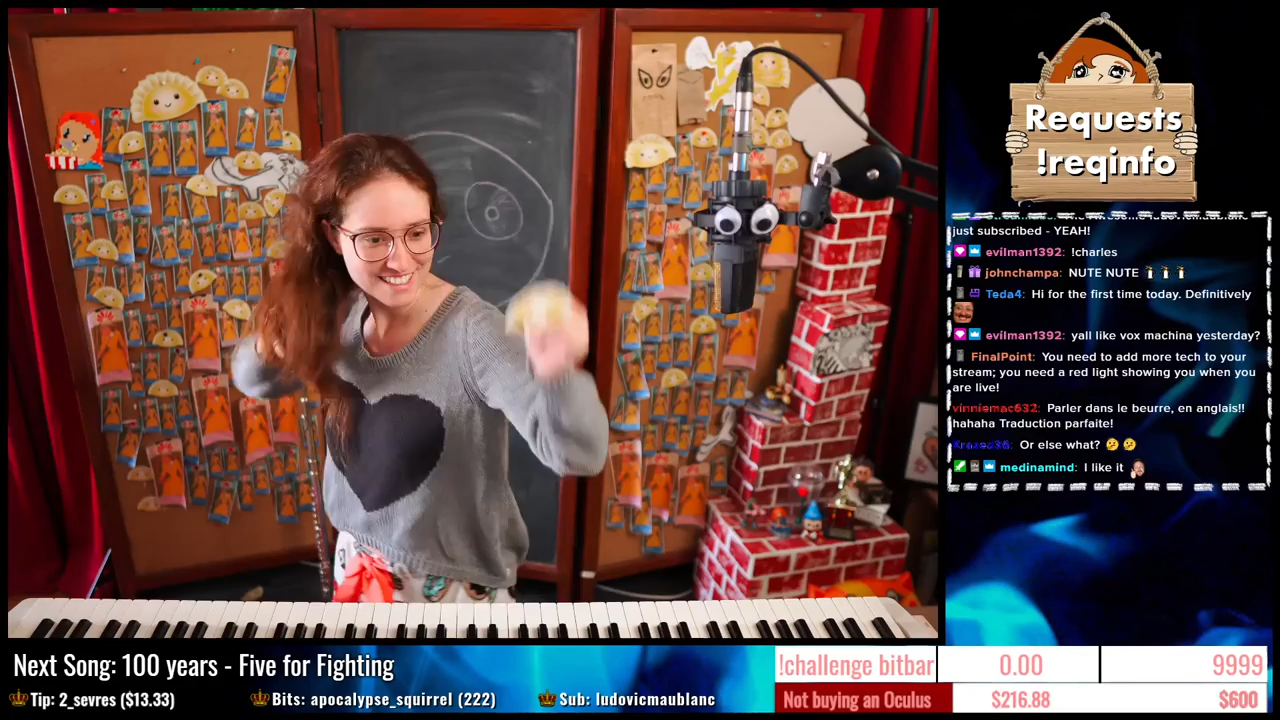 Requests
!reqinfo
just subscribed - YEAH!
evilman1392: !charles
johnchampa: NUTE NUTE
Teda4: Hi for the first time today. Definitively
evilman1392: yall like vox machina yesterday?
FinalPoint: You need to add more tech to your
stream; you need a red light showing you when you
are live!
vinniemac632: Parler dans le beurre, en anglais!!
hahaha Traduction parfaite!
Krazed36: Or else what?
medinamind: I like it
Next Song: 100 years - Five for Fighting
!challenge bitbar 0.00 9999
Tip: 2_sevres ($13.33) Bits: apocalypse_squirrel (222) Sub: ludovicmaublanc
Not buying an Oculus $216.88 $600